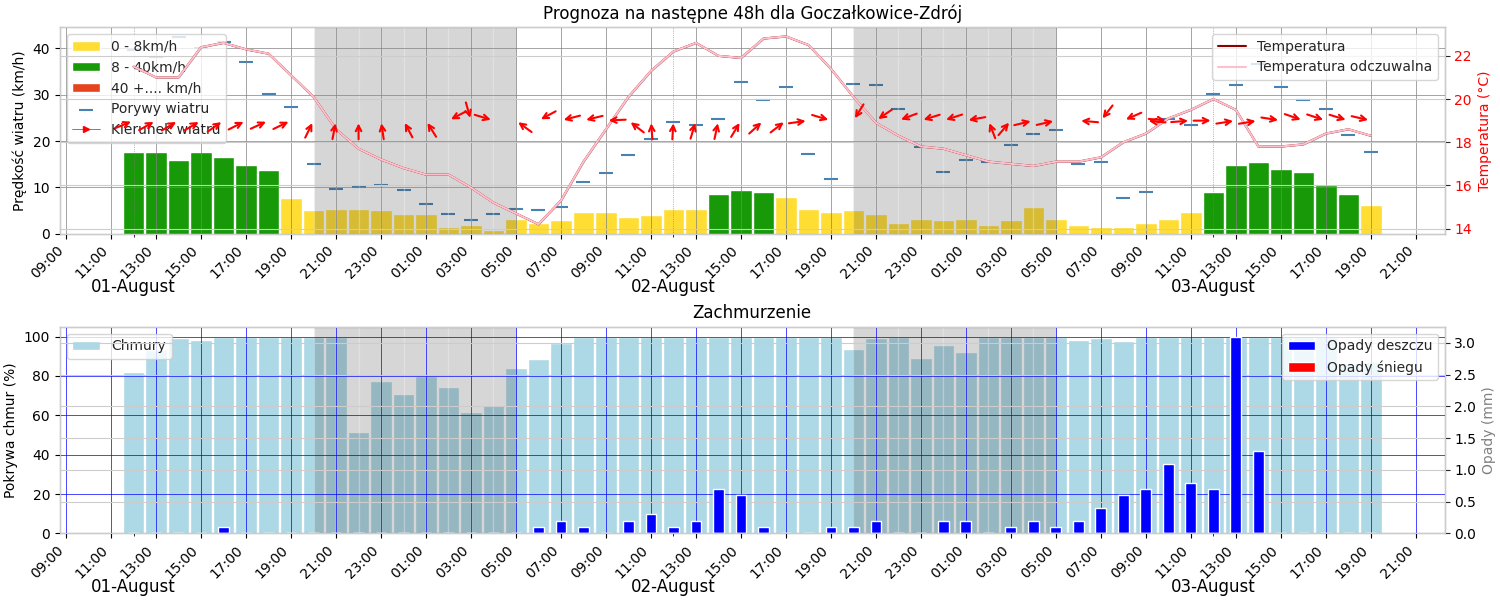 Prognoza na następne 48h dla Goczałkowice-Zdrój
Prędkość wiatru (km/h)
40
30
20
10
0
0 - 8km/h
8 - 40km/h
40 +.... km/h
Porywy wiatru
Kierunek wiatru
Temperatura
Temperatura odczuwalna
22
20
18
16
14
Temperatura (°C)
09:00 11:00 13:00 15:00 17:00 19:00 21:00 23:00 01:00 03:00 05:00 07:00 09:00 11:00 13:00 15:00 17:00 19:00 21:00 23:00 01:00 03:00 05:00 07:00 09:00 11:00 13:00 15:00 17:00 19:00 21:00
01-August 02-August 03-August
Zachmurzenie
Pokrywa chmur (%)
100
80
60
40
20
0
Chmury
Opady deszczu
Opady śniegu
3.0
2.5
2.0
1.5
1.0
0.5
0.0
Opady (mm)
09:00 11:00 13:00 15:00 17:00 19:00 21:00 23:00 01:00 03:00 05:00 07:00 09:00 11:00 13:00 15:00 17:00 19:00 21:00 23:00 01:00 03:00 05:00 07:00 09:00 11:00 13:00 15:00 17:00 19:00 21:00
01-August 02-August 03-August